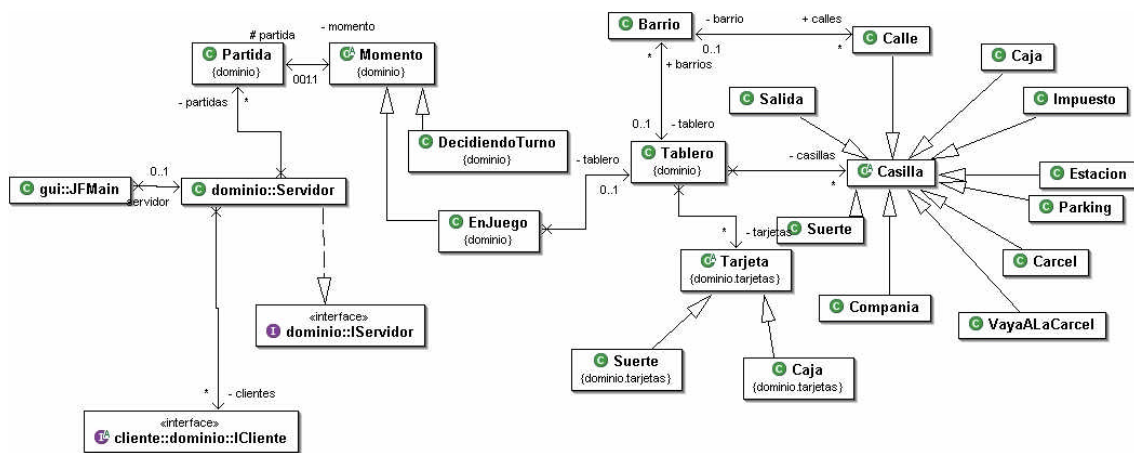 - barrio
+ calles
Barrio
0..1
*
Calle
# partida
- momento
Partida
{dominio}
Momento
{dominio}
001.1
*
+ barrios
Caja
- partidas
*
Salida
Impuesto
DecidiendoTurno
{dominio}
0..1
- tablero
- tablero
Tablero
{dominio}
- casillas
*
Casilla
0..1
gui::JFMain
servidor
0..1
dominio::Servidor
Estacion
Parking
EnJuego
{dominio}
Suerte
*
- tarjetas
Carcel
Tarjeta
{dominio.tarjetas}
Compania
VayaALaCarcel
«interface»
dominio::IServidor
Suerte
{dominio.tarjetas}
Caja
{dominio.tarjetas}
*
- clientes
«interface»
cliente::dominio::ICliente